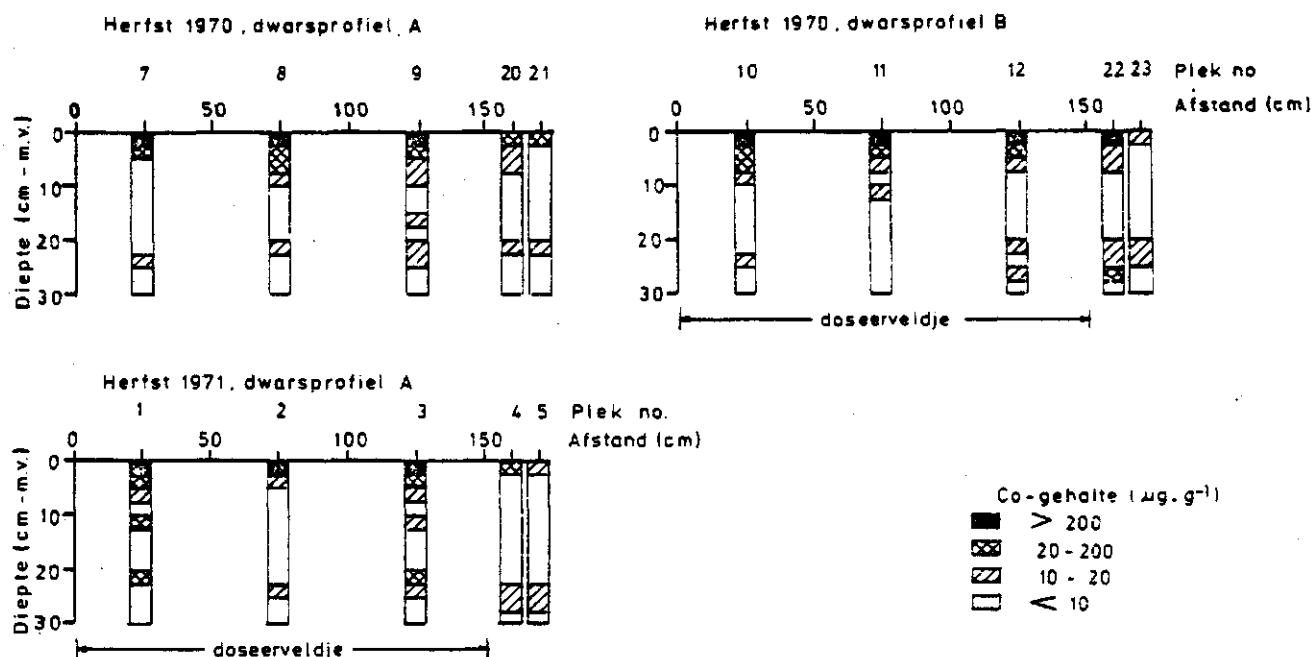 Herfst 1970, dwarsprofiel A
7 8 9 20 21
0 50 100 150
Diepte (cm - m.v.)
0
10
20
30
Herfst 1970, dwarsprofiel B
10 11 12 22 23 Plek no
0 50 100 150 Afstand (cm)
0
10
20
30
doseerveldje
Herfst 1971, dwarsprofiel A
1 2 3 4 5 Plek no.
0 50 100 150 Afstand (cm)
Diepte (cm - m.v.)
0
10
20
30
doseerveldje
Co-gehalte (µg.g⁻¹)
> 200
20 - 200
10 - 20
< 10